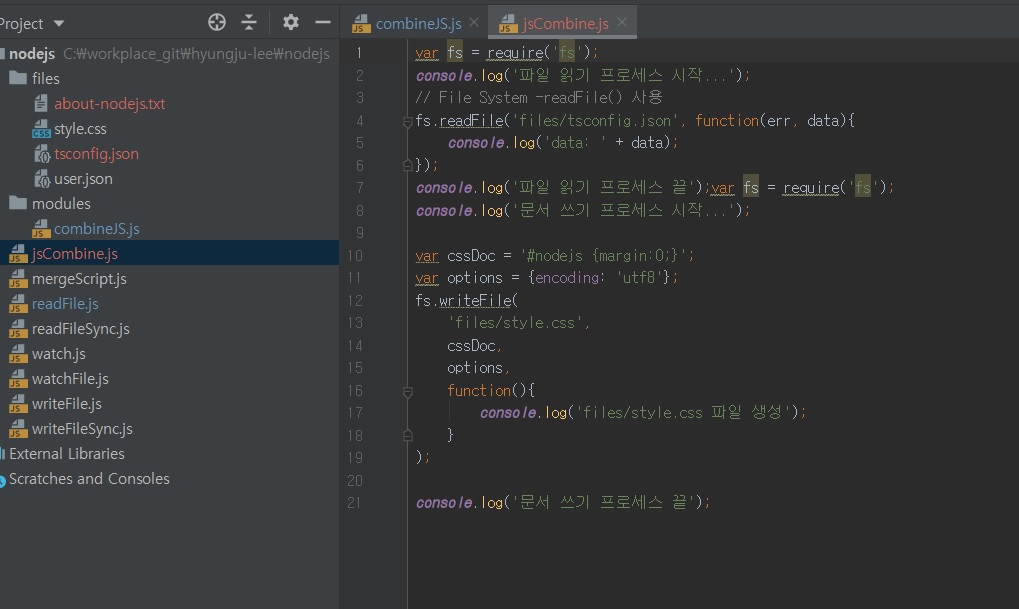 Project
nodejs C:₩workplace_git₩hyungju-lee₩nodejs
files
about-nodejs.txt
style.css
tsconfig.json
user.json
modules
combineJS.js
jsCombine.js
mergeScript.js
readFile.js
readFileSync.js
watch.js
watchFile.js
writeFile.js
writeFileSync.js
External Libraries
Scratches and Consoles
combineJS.js
jsCombine.js
1 var fs = require('fs');
2 console.log('파일 읽기 프로세스 시작...');
3 // File System -readFile() 사용
4 fs.readFile('files/tsconfig.json', function(err, data){
5 console.log('data: ' + data);
6 });
7 console.log('파일 읽기 프로세스 끝');var fs = require('fs');
8 console.log('문서 쓰기 프로세스 시작...');
9
10 var cssDoc = '#nodejs {margin:0;}';
11 var options = {encoding: 'utf8'};
12 fs.writeFile(
13 'files/style.css',
14 cssDoc,
15 options,
16 function(){
17 console.log('files/style.css 파일 생성');
18 }
19 );
20
21 console.log('문서 쓰기 프로세스 끝');